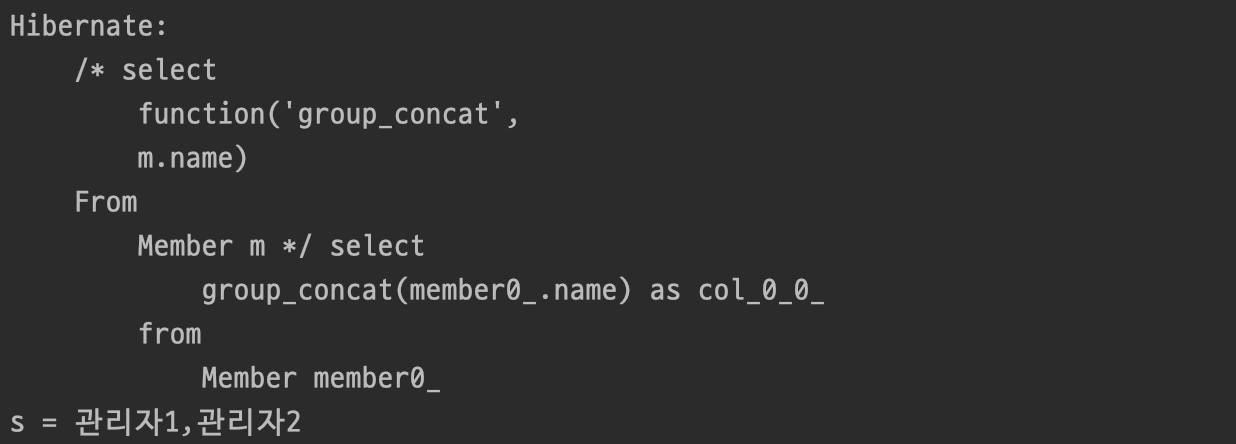 Hibernate:
/* select
function('group_concat',
m.name)
From
Member m */ select
group_concat(member0_.name) as col_0_0_
from
Member member0_
s = 관리자1,관리자2